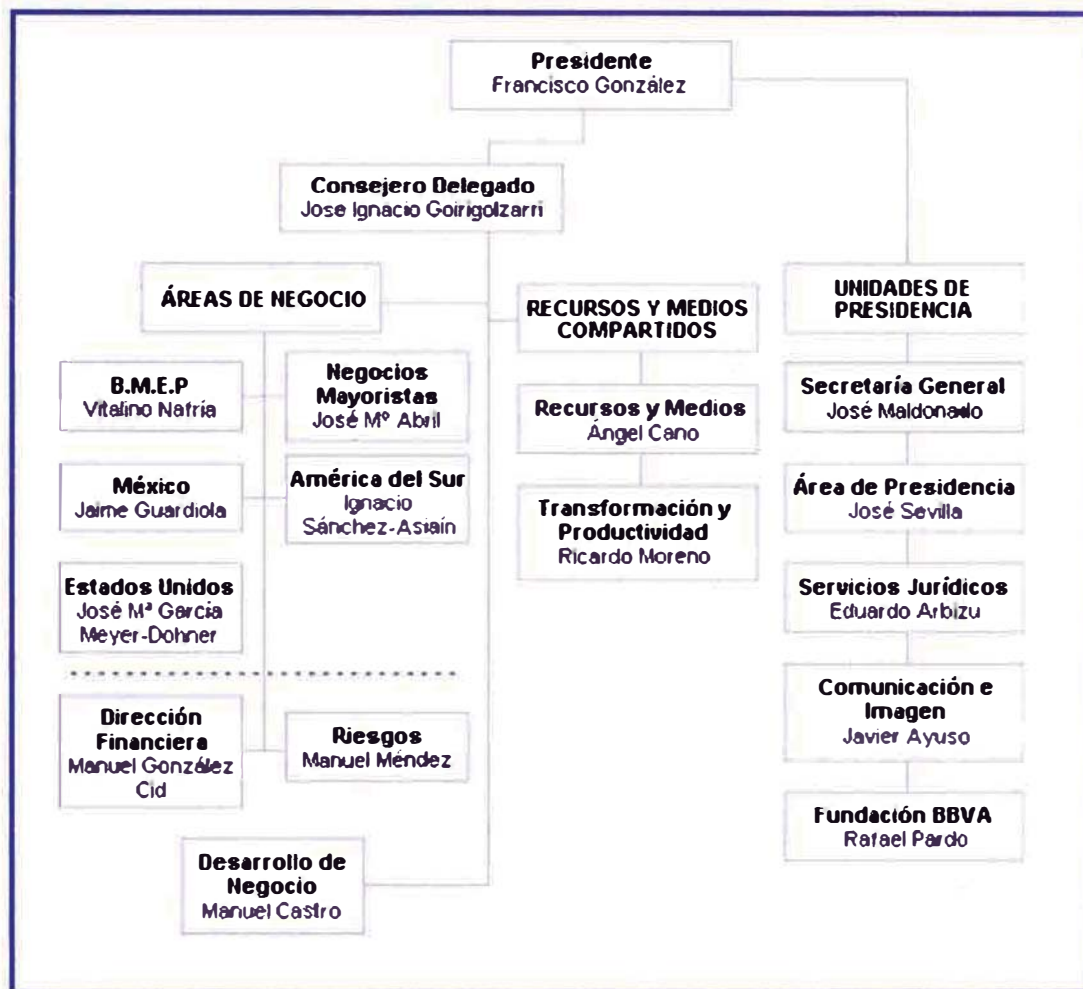 Presidente
Francisco González
Consejero Delegado
Jose Ignacio Goirigolzarri
ÁREAS DE NEGOCIO
B.M.E.P
Vitalino Nafría
Negocios
Mayoristas
José Mº Abril
México
Jaime Guardiola
América del Sur
Ignacio
Sánchez-Asiaín
Estados Unidos
José Mª García
Meyer-Dohner
Dirección
Financiera
Manuel González
Cid
Riesgos
Manuel Méndez
Desarrollo de
Negocio
Manuel Castro
RECURSOS Y MEDIOS
COMPARTIDOS
Recursos y Medios
Ángel Cano
Transformación y
Productividad
Ricardo Moreno
UNIDADES DE
PRESIDENCIA
Secretaría General
José Maldonado
Área de Presidencia
José Sevilla
Servicios Jurídicos
Eduardo Arbizu
Comunicación e
Imagen
Javier Ayuso
Fundación BBVA
Rafael Pardo